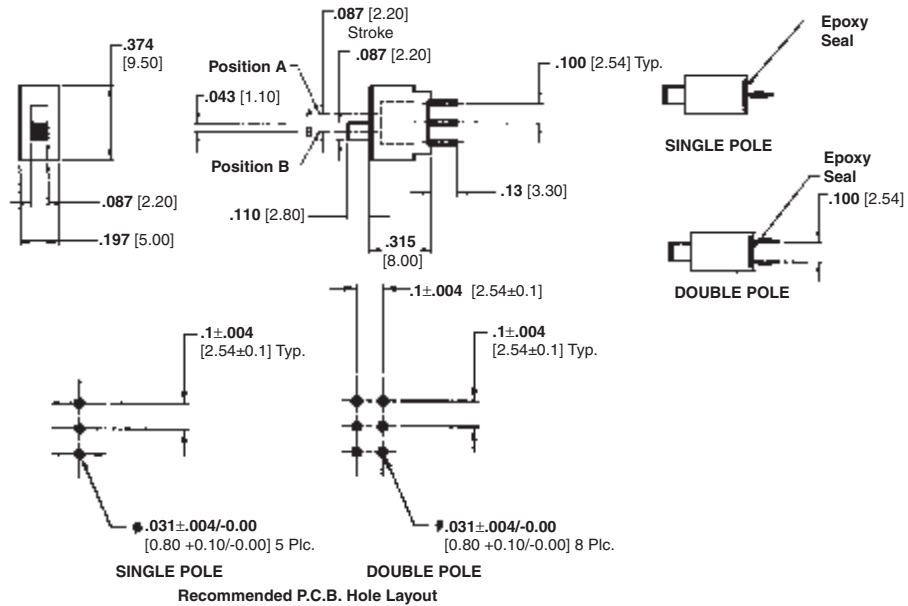 .087 [2.20]
Stroke
.374
[9.50]
.087 [2.20]
Position A
.100 [2.54] Typ.
.043 [1.10]
A
B
Position B
.13 [3.30]
.087 [2.20]
.110 [2.80]
.197 [5.00]
.315
[8.00]
Epoxy
Seal
SINGLE POLE
Epoxy
Seal
.100 [2.54]
DOUBLE POLE
.1±.004
[2.54±0.1] Typ.
.031±.004/-0.00
[0.80 +0.10/-0.00] 5 Plc.
SINGLE POLE
.1±.004 [2.54±0.1]
.1±.004
[2.54±0.1] Typ.
.031±.004/-0.00
[0.80 +0.10/-0.00] 8 Plc.
DOUBLE POLE
Recommended P.C.B. Hole Layout